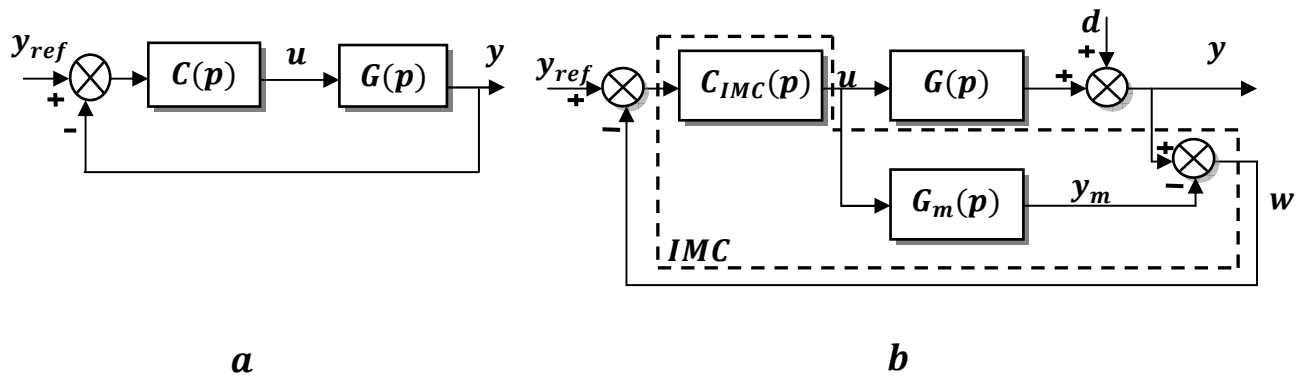 y_ref
+
-
C(p)
u
G(p)
y
a
y_ref
+
-
C_IMC(p)
u
G(p)
+
+
d
y
G_m(p)
y_m
+
-
w
IMC
b